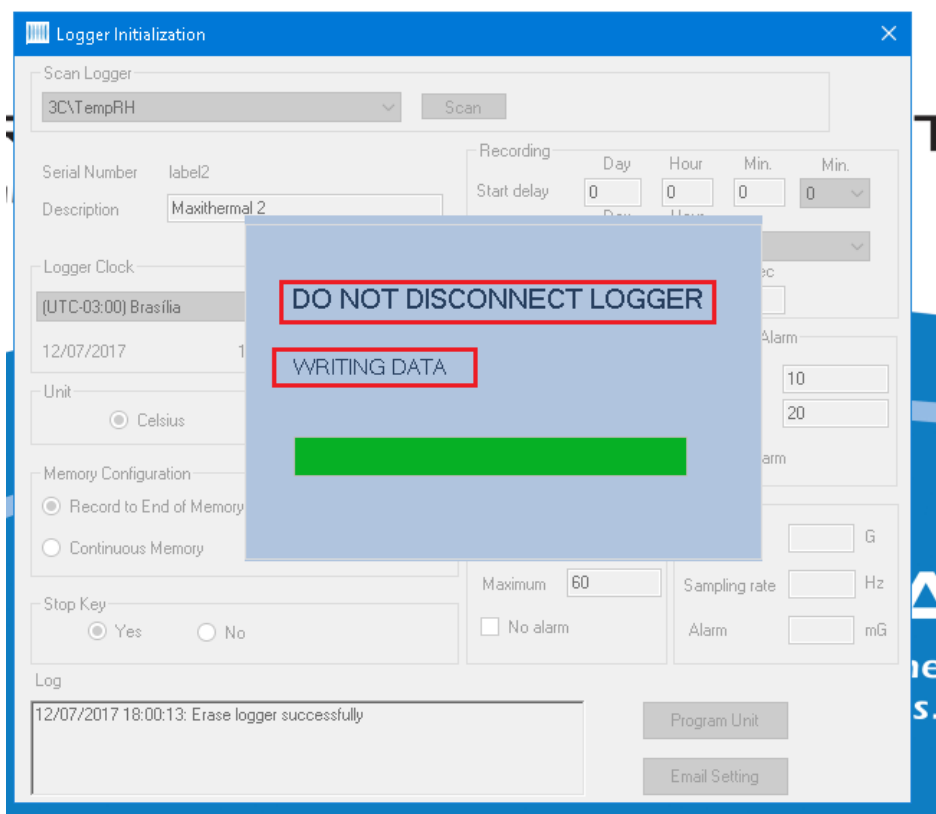 Logger Initialization
Scan Logger
3C\TempRH
Scan
Serial Number label2
Description Maxithermal 2
Recording
Day Hour Min. Min.
Start delay 0 0 0 0
Logger Clock
(UTC-03:00) Brasília
12/07/2017 1
DO NOT DISCONNECT LOGGER
WRITING DATA
Alarm
10
20
Unit
Celsius
Memory Configuration
Record to End of Memory
Continuous Memory
G
Maximum 60
Sampling rate Hz
No alarm
Alarm mG
Stop Key
Yes No
Log
12/07/2017 18:00:13: Erase logger successfully
Program Unit
Email Setting